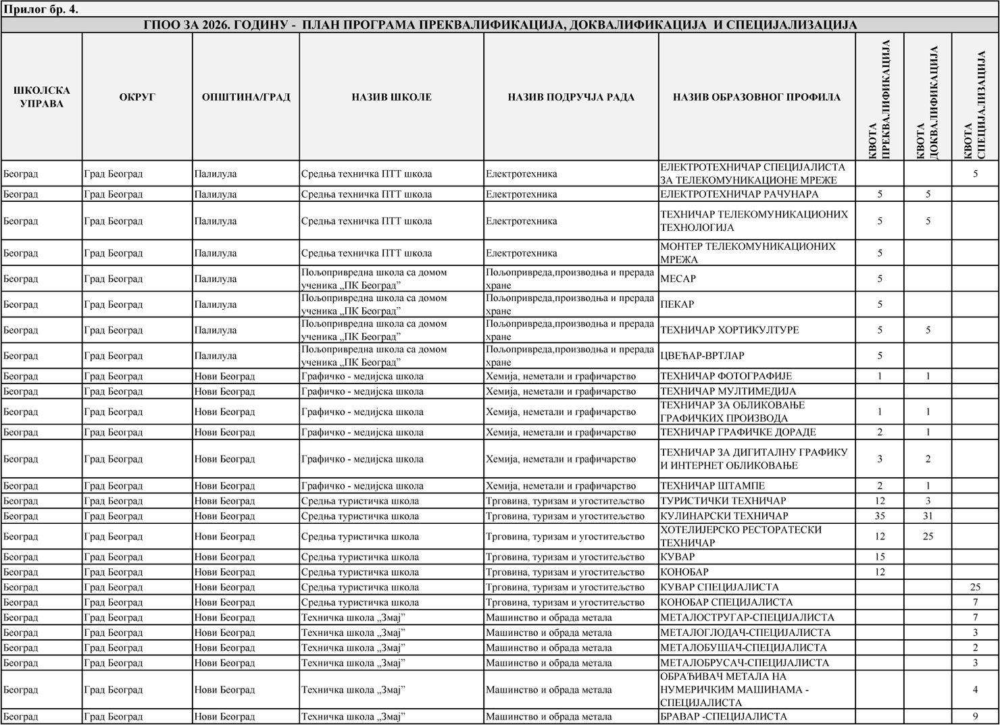 Прилог бр. 4.
ГПОО ЗА 2026. ГОДИНУ - ПЛАН ПРОГРАМА ПРЕКВАЛИФИКАЦИЈА, ДОКВАЛИФИКАЦИЈА И СПЕЦИЈАЛИЗАЦИЈА
ШКОЛСКА УПРАВА ОКРУГ ОПШТИНА/ГРАД НАЗИВ ШКОЛЕ НАЗИВ ПОДРУЧЈА РАДА НАЗИВ ОБРАЗОВНОГ ПРОФИЛА КВОТА ПРЕКВАЛИФИКАЦИЈА КВОТА ДОКВАЛИФИКАЦИЈА КВОТА СПЕЦИЈАЛИЗАЦИЈА
Београд Град Београд Палилула Средња техничка ПТТ школа Електротехника ЕЛЕКТРОТЕХНИЧАР СПЕЦИЈАЛИСТА ЗА ТЕЛЕКОМУНИКАЦИОНЕ МРЕЖЕ 5
Београд Град Београд Палилула Средња техничка ПТТ школа Електротехника ЕЛЕКТРОТЕХНИЧАР РАЧУНАРА 5 5
Београд Град Београд Палилула Средња техничка ПТТ школа Електротехника ТЕХНИЧАР ТЕЛЕКОМУНИКАЦИОНИХ ТЕХНОЛОГИЈА 5 5
Београд Град Београд Палилула Средња техничка ПТТ школа Електротехника МОНТЕР ТЕЛЕКОМУНИКАЦИОНИХ МРЕЖА 5
Београд Град Београд Палилула Пољопривредна школа са домом ученика „ПК Београд” Пољопривреда,производња и прерада хране МЕСАР 5
Београд Град Београд Палилула Пољопривредна школа са домом ученика „ПК Београд” Пољопривреда,производња и прерада хране ПЕКАР 5
Београд Град Београд Палилула Пољопривредна школа са домом ученика „ПК Београд” Пољопривреда,производња и прерада хране ТЕХНИЧАР ХОРТИКУЛТУРЕ 5 5
Београд Град Београд Палилула Пољопривредна школа са домом ученика „ПК Београд” Пољопривреда,производња и прерада хране ЦВЕЋАР-ВРТЛАР 5
Београд Град Београд Нови Београд Графичко - медијска школа Хемија, неметали и графичарство ТЕХНИЧАР ФОТОГРАФИЈЕ 1 1
Београд Град Београд Нови Београд Графичко - медијска школа Хемија, неметали и графичарство ТЕХНИЧАР МУЛТИМЕДИЈА
Београд Град Београд Нови Београд Графичко - медијска школа Хемија, неметали и графичарство ТЕХНИЧАР ЗА ОБЛИКОВАЊЕ ГРАФИЧКИХ ПРОИЗВОДА 1 1
Београд Град Београд Нови Београд Графичко - медијска школа Хемија, неметали и графичарство ТЕХНИЧАР ГРАФИЧКЕ ДОРАДЕ 2 1
Београд Град Београд Нови Београд Графичко - медијска школа Хемија, неметали и графичарство ТЕХНИЧАР ЗА ДИГИТАЛНУ ГРАФИКУ И ИНТЕРНЕТ ОБЛИКОВАЊЕ 3 2
Београд Град Београд Нови Београд Графичко - медијска школа Хемија, неметали и графичарство ТЕХНИЧАР ШТАМПЕ 2 1
Београд Град Београд Нови Београд Средња туристичка школа Трговина, туризам и угоститељство ТУРИСТИЧКИ ТЕХНИЧАР 12 3
Београд Град Београд Нови Београд Средња туристичка школа Трговина, туризам и угоститељство КУЛИНАРСКИ ТЕХНИЧАР 35 31
Београд Град Београд Нови Београд Средња туристичка школа Трговина, туризам и угоститељство ХОТЕЛИЈЕРСКО РЕСТОРАТЕСКИ ТЕХНИЧАР 12 25
Београд Град Београд Нови Београд Средња туристичка школа Трговина, туризам и угоститељство КУВАР 15
Београд Град Београд Нови Београд Средња туристичка школа Трговина, туризам и угоститељство КОНОБАР 12
Београд Град Београд Нови Београд Средња туристичка школа Трговина, туризам и угоститељство КУВАР СПЕЦИЈАЛИСТА 25
Београд Град Београд Нови Београд Средња туристичка школа Трговина, туризам и угоститељство КОНОБАР СПЕЦИЈАЛИСТА 7
Београд Град Београд Нови Београд Техничка школа „Змај” Машинство и обрада метала МЕТАЛОСТРУГАР-СПЕЦИЈАЛИСТА 7
Београд Град Београд Нови Београд Техничка школа „Змај” Машинство и обрада метала МЕТАЛОГЛОДАЧ-СПЕЦИЈАЛИСТА 3
Београд Град Београд Нови Београд Техничка школа „Змај” Машинство и обрада метала МЕТАЛОБУШАЧ-СПЕЦИЈАЛИСТА 2
Београд Град Београд Нови Београд Техничка школа „Змај” Машинство и обрада метала МЕТАЛОБРУСАЧ-СПЕЦИЈАЛИСТА 3
Београд Град Београд Нови Београд Техничка школа „Змај” Машинство и обрада метала ОБРАЂИВАЧ МЕТАЛА НА НУМЕРИЧКИМ МАШИНАМА - СПЕЦИЈАЛИСТА 4
Београд Град Београд Нови Београд Техничка школа „Змај” Машинство и обрада метала БРАВАР -СПЕЦИЈАЛИСТА 9